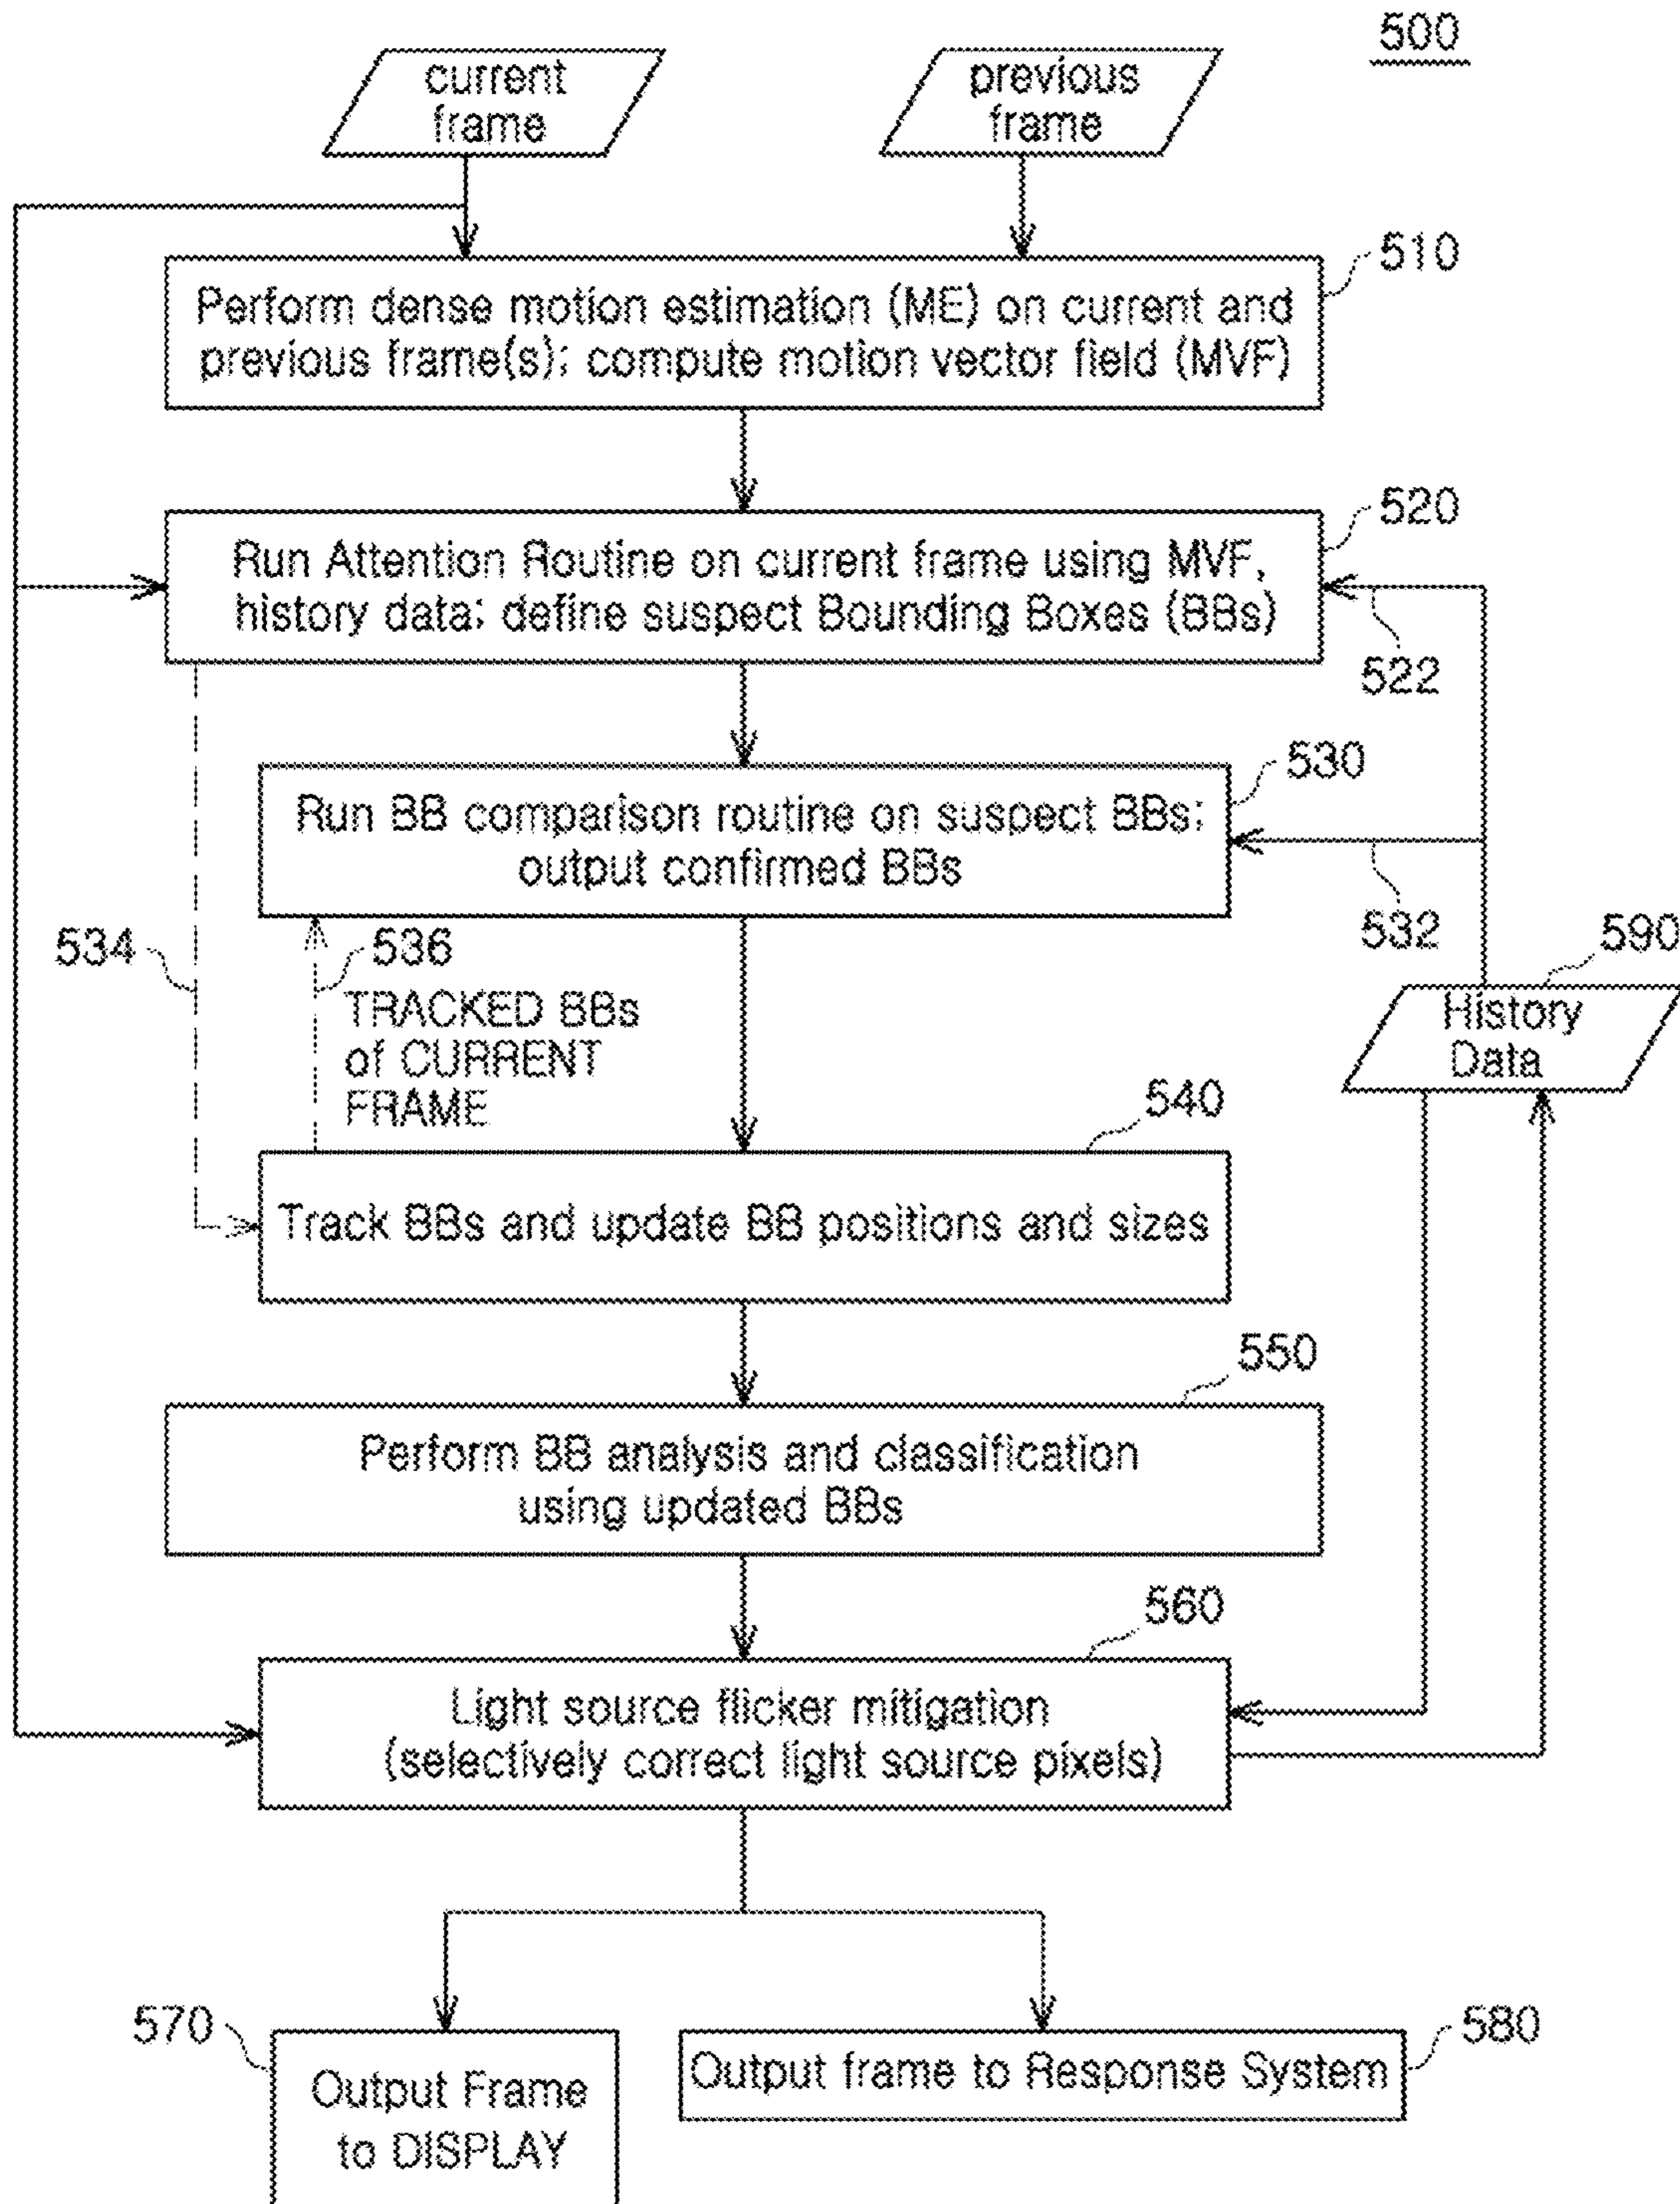 500
current
frame
previous
frame
510
Perform dense motion estimation (ME) on current and
previous frame(s); compute motion vector field (MVF)
520
Run Attention Routine on current frame using MVF,
history data; define suspect Bounding Boxes (BBs)
522
530
Run BB comparison routine on suspect BBs;
output confirmed BBs
532
534
536
TRACKED BBs
of CURRENT
FRAME
590
History
Data
540
Track BBs and update BB positions and sizes
550
Perform BB analysis and classification
using updated BBs
560
Light source flicker mitigation
(selectively correct light source pixels)
570
Output Frame
to DISPLAY
580
Output frame to Response System